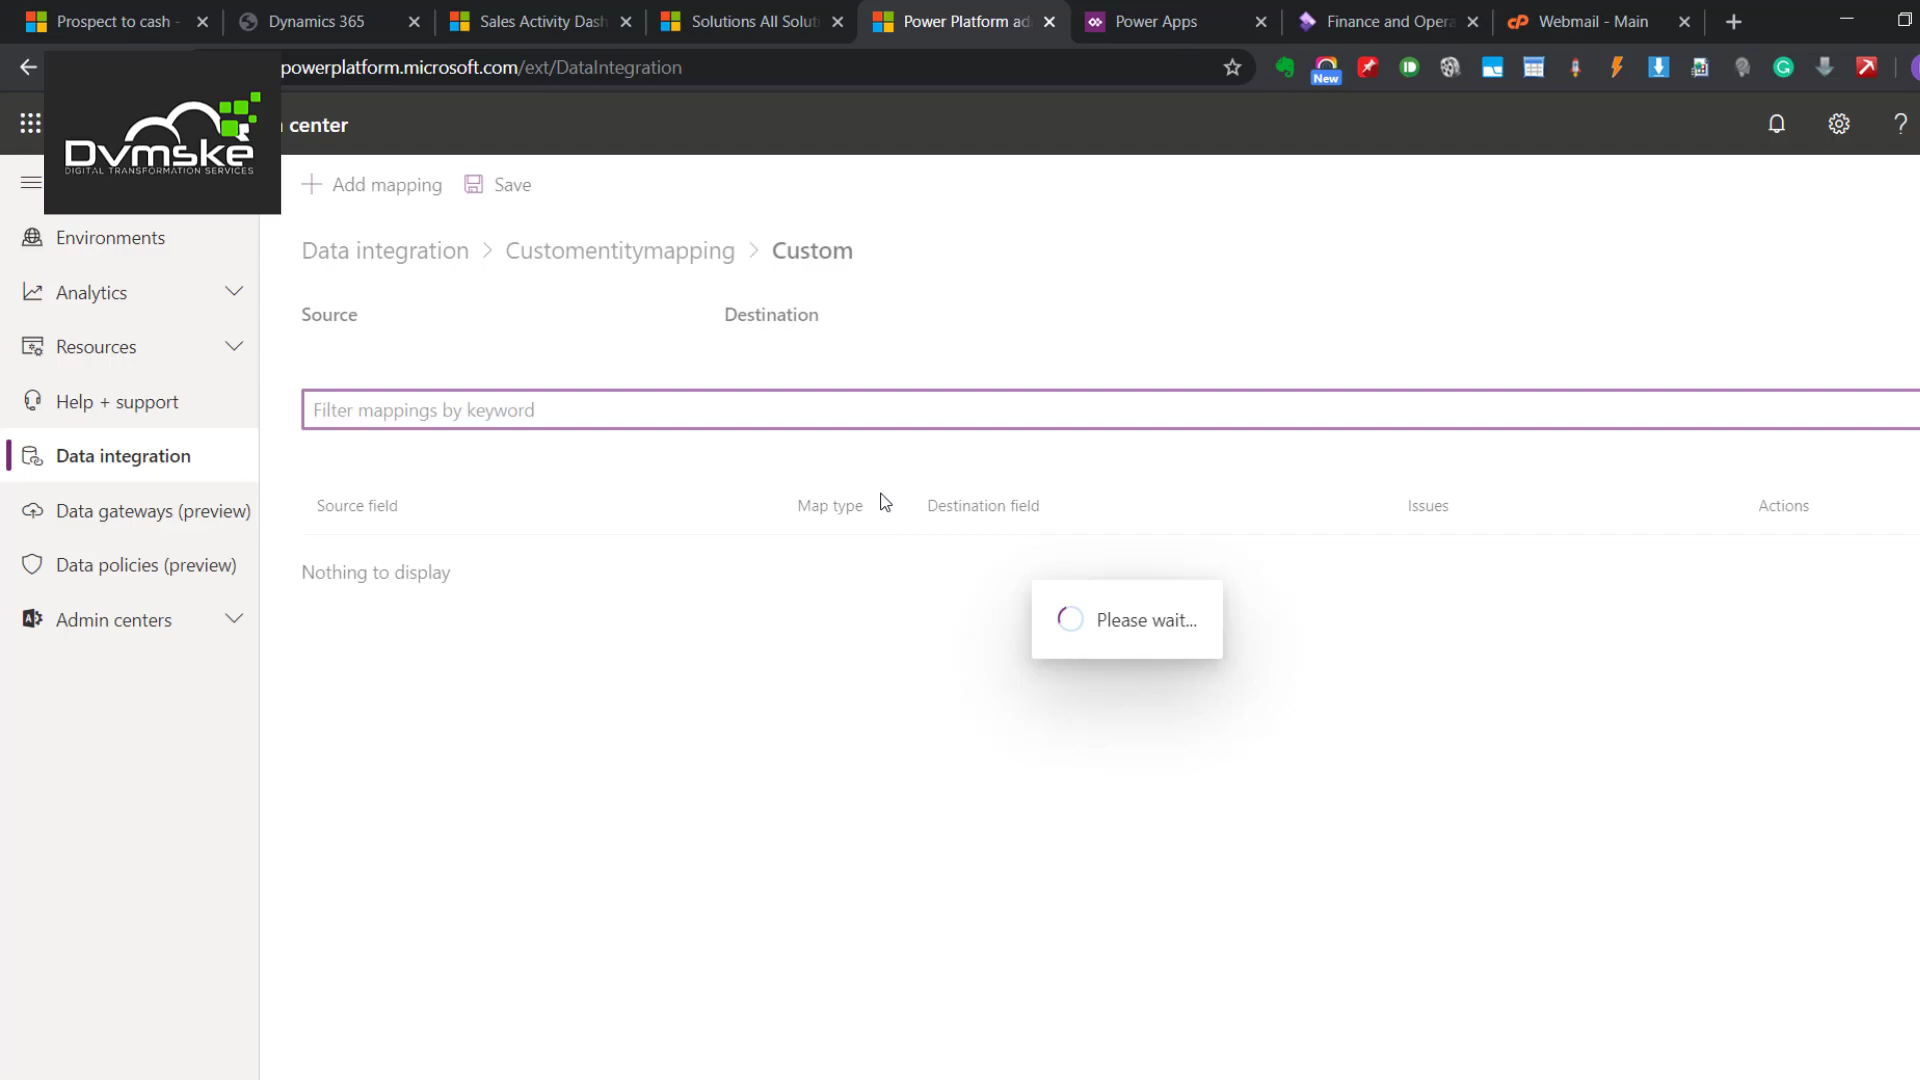 Prospect to cash -
Dynamics 365
Sales Activity Dash
Solutions All Soluti
Power Platform ad
Power Apps
Finance and Opera
Webmail - Main
powerplatform.microsoft.com/ext/DataIntegration
New
Dvmske
DIGITAL TRANSFORMATION SERVICES
center
Add mapping
Save
Environments
Analytics
Resources
Help + support
Data integration
Data gateways (preview)
Data policies (preview)
Admin centers
Data integration > Customentitymapping > Custom
Source
Destination
Filter mappings by keyword
Source field
Map type
Destination field
Issues
Actions
Nothing to display
Please wait...